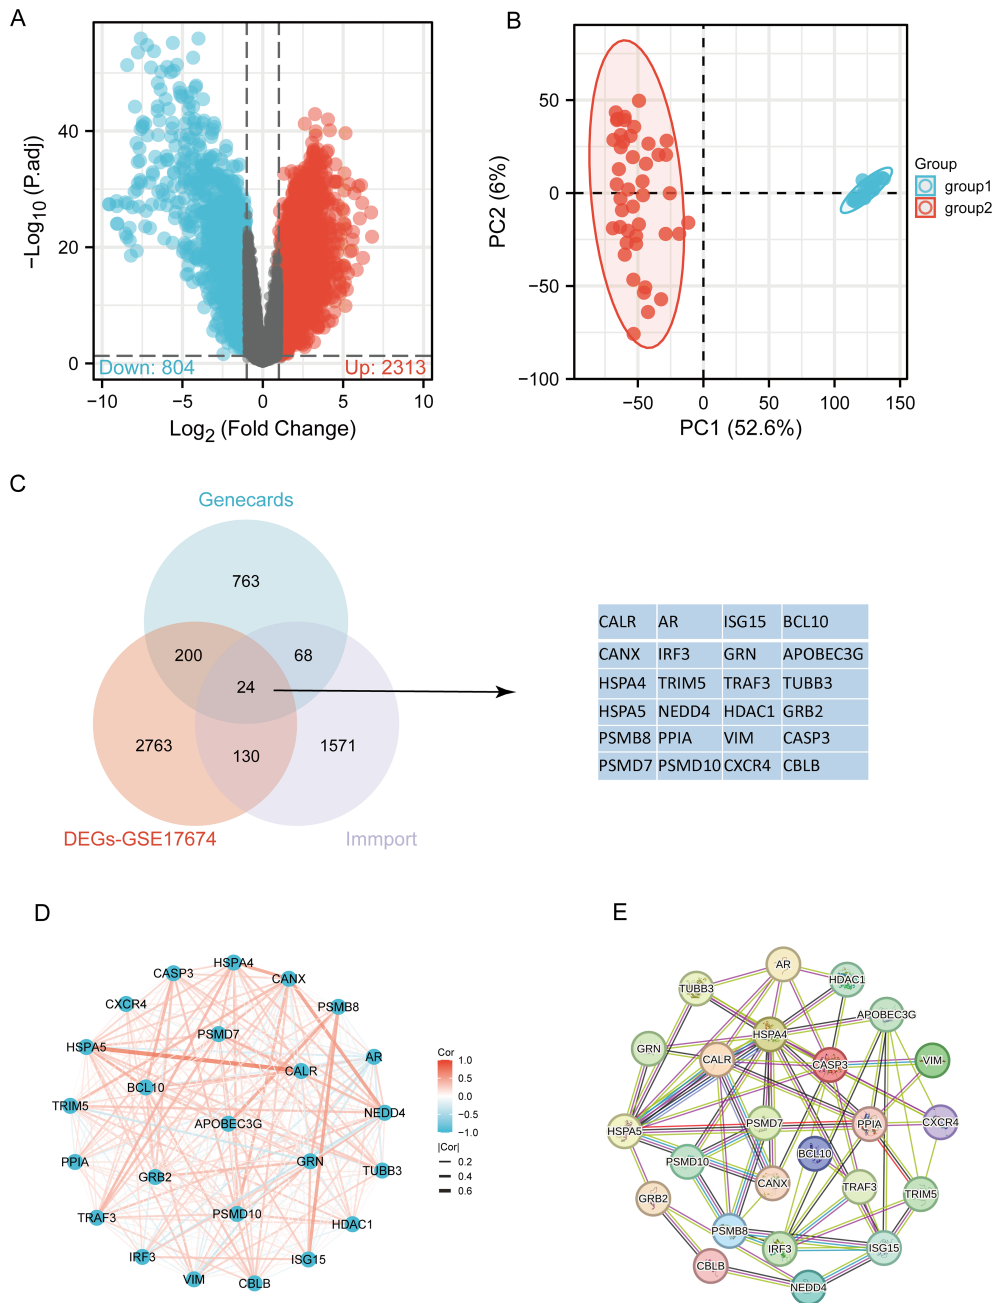 A
−Log10 (P.adj)
40
20
0
Down: 804
Up: 2313
−10
−5
0
5
10
Log2 (Fold Change)
B
PC2 (6%)
50
0
−50
−100
−50
0
50
100
150
PC1 (52.6%)
Group
group1
group2
C
Genecards
763
200
68
24
2763
130
1571
DEGs-GSE17674
Immport
CALR AR ISG15 BCL10
CANX IRF3 GRN APOBEC3G
HSPA4 TRIM5 TRAF3 TUBB3
HSPA5 NEDD4 HDAC1 GRB2
PSMB8 PPIA VIM CASP3
PSMD7 PSMD10 CXCR4 CBLB
D
HSPA4
CASP3
CANX
CXCR4
PSMB8
PSMD7
HSPA5
AR
CALR
BCL10
TRIM5
NEDD4
APOBEC3G
PPIA
GRN
TUBB3
GRB2
TRAF3
PSMD10
HDAC1
IRF3
ISG15
VIM
CBLB
Cor
1.0
0.5
0.0
−0.5
−1.0
|Cor|
0.2
0.4
0.6
E
AR
HDAC1
TUBB3
APOBEC3G
HSPA4
GRN
CALR
CASP3
VIM
PSMD7
PPIA
CXCR4
HSPA5
BCL10
PSMD10
CANX
TRAF3
TRIM5
GRB2
PSMB8
IRF3
ISG15
CBLB
NEDD4